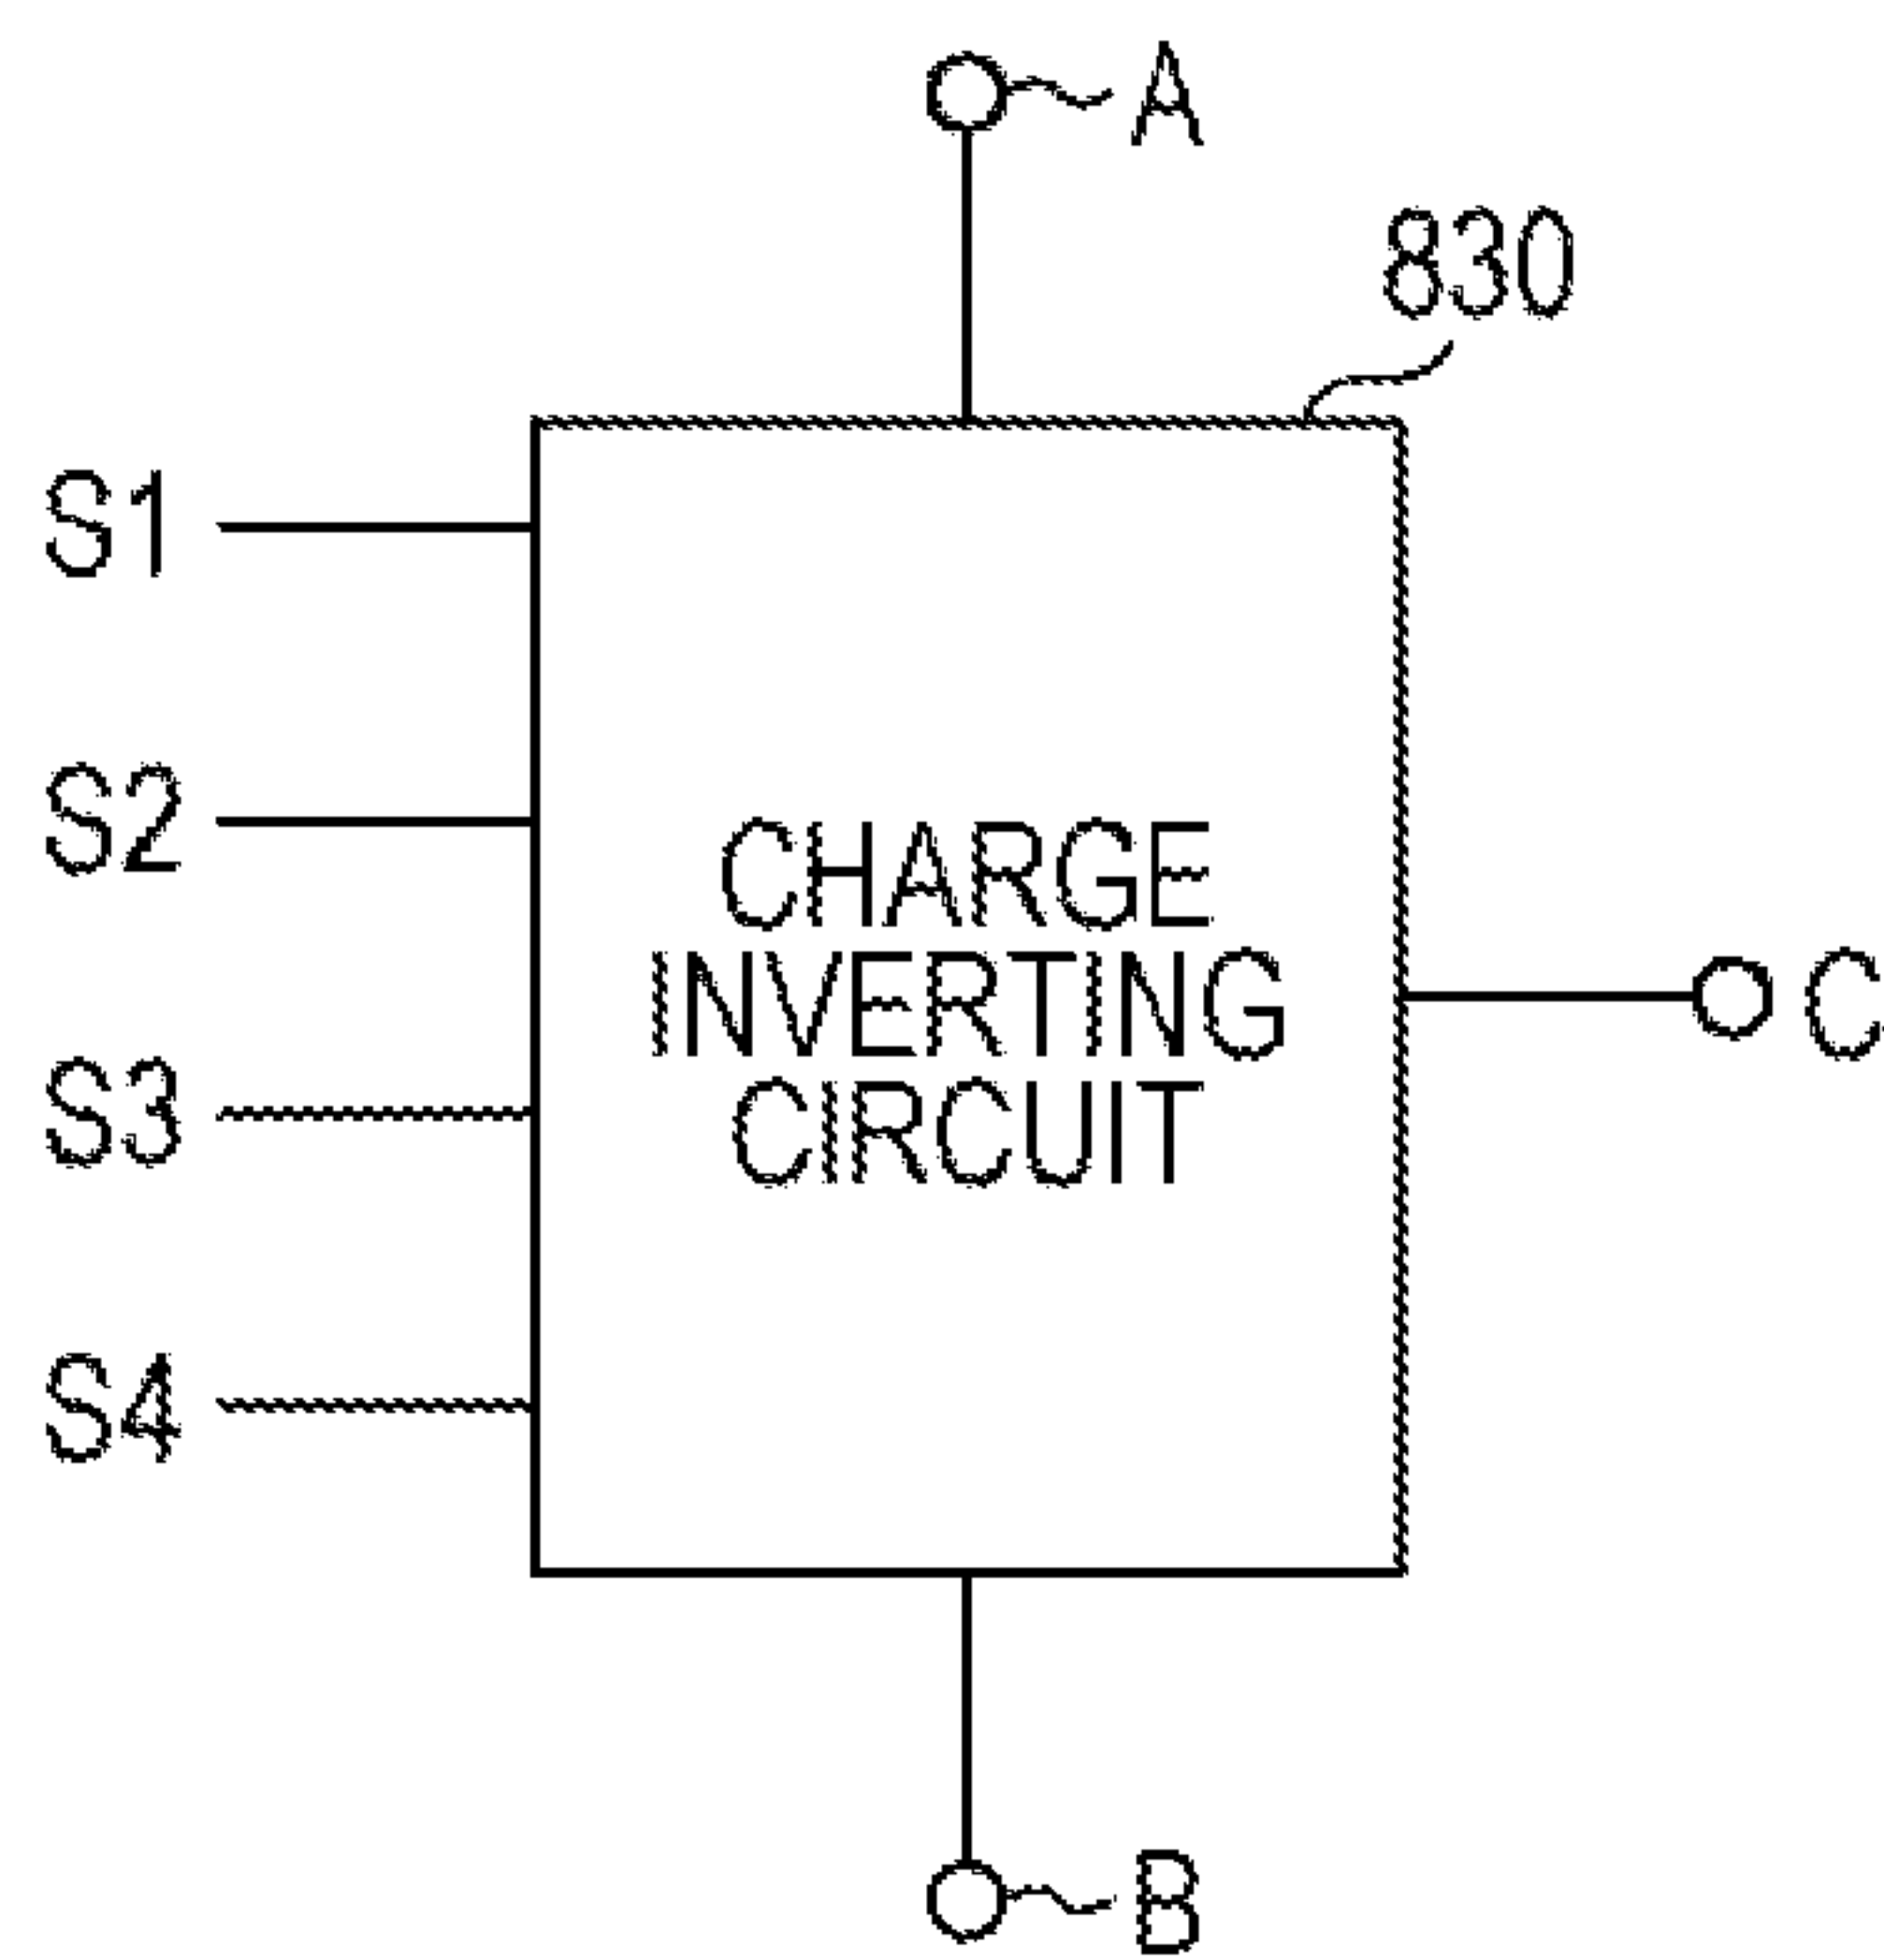 A
830
S1
S2
CHARGE
INVERTING
CIRCUIT
C
S3
S4
B